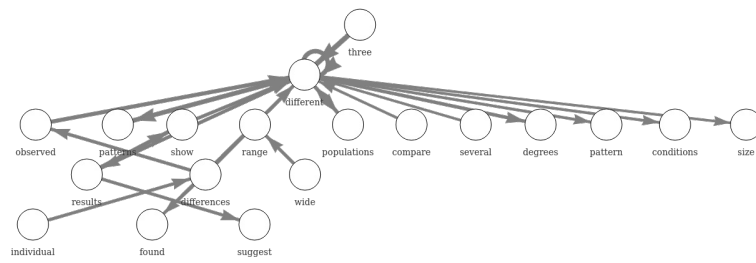 three
different
observed patterns show range populations compare several degrees pattern conditions size
results differences wide
individual found suggest